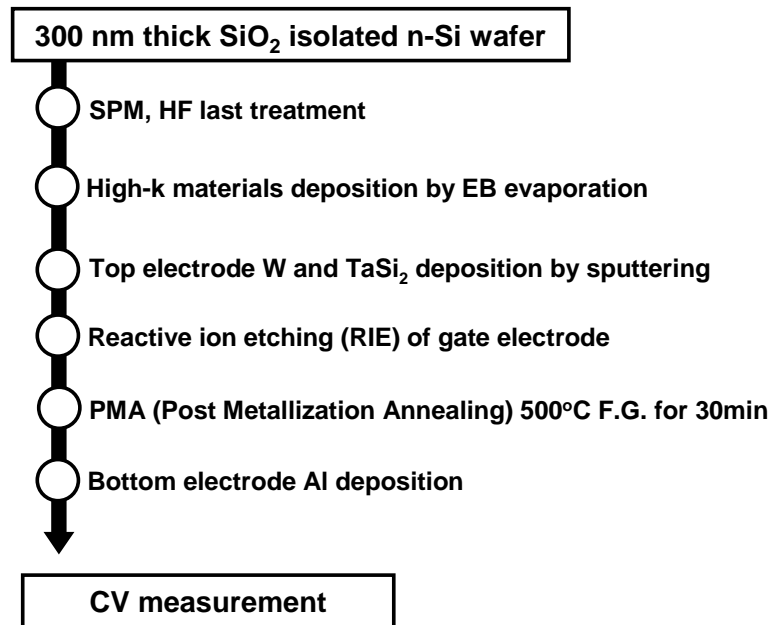 300 nm thick SiO₂ isolated n-Si wafer
SPM, HF last treatment
High-k materials deposition by EB evaporation
Top electrode W and TaSi₂ deposition by sputtering
Reactive ion etching (RIE) of gate electrode
PMA (Post Metallization Annealing) 500ᵒC F.G. for 30min
Bottom electrode Al deposition
CV measurement